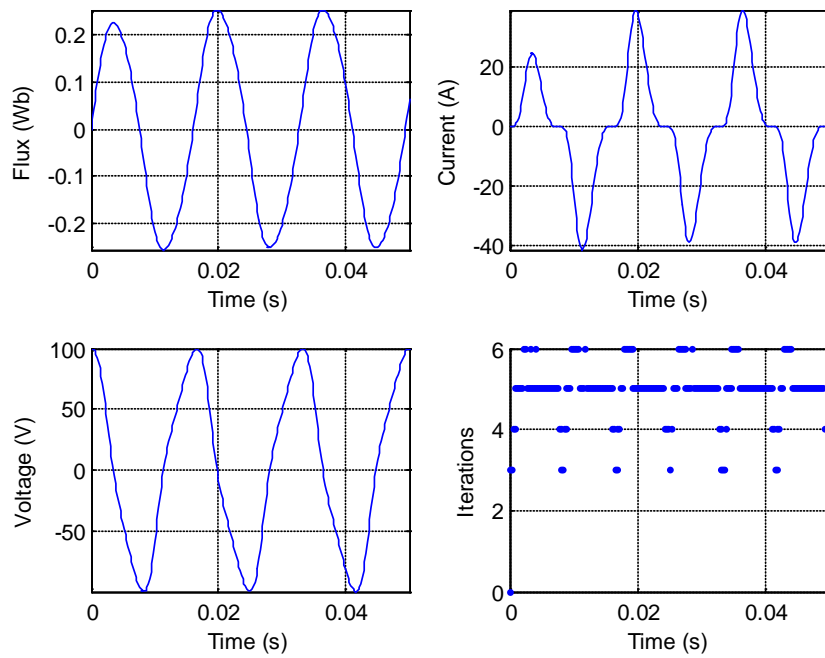 0.2
0.1
0
-0.1
-0.2
Flux (Wb)
0 0.02 0.04
Time (s)
20
0
-20
-40
Current (A)
0 0.02 0.04
Time (s)
100
50
0
-50
Voltage (V)
0 0.02 0.04
Time (s)
6
4
2
0
Iterations
0 0.02 0.04
Time (s)